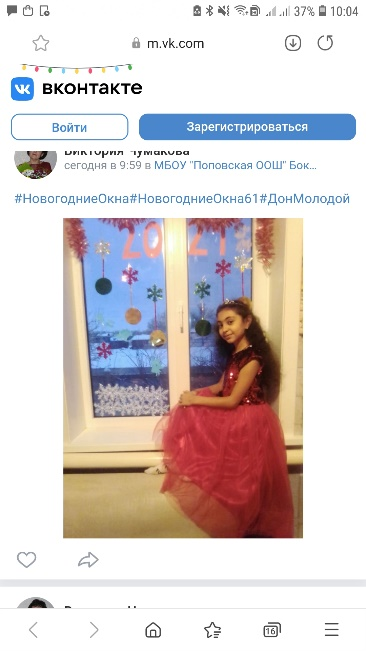 37% 10:04
m.vk.com
вконтакте
Войти
Зарегистрироваться
Виктория Чумакова
сегодня в 9:59 в МБОУ "Поповская ООШ" Бок...
#НовогодниеОкна#НовогодниеОкна61#ДонМолодой
2021
16